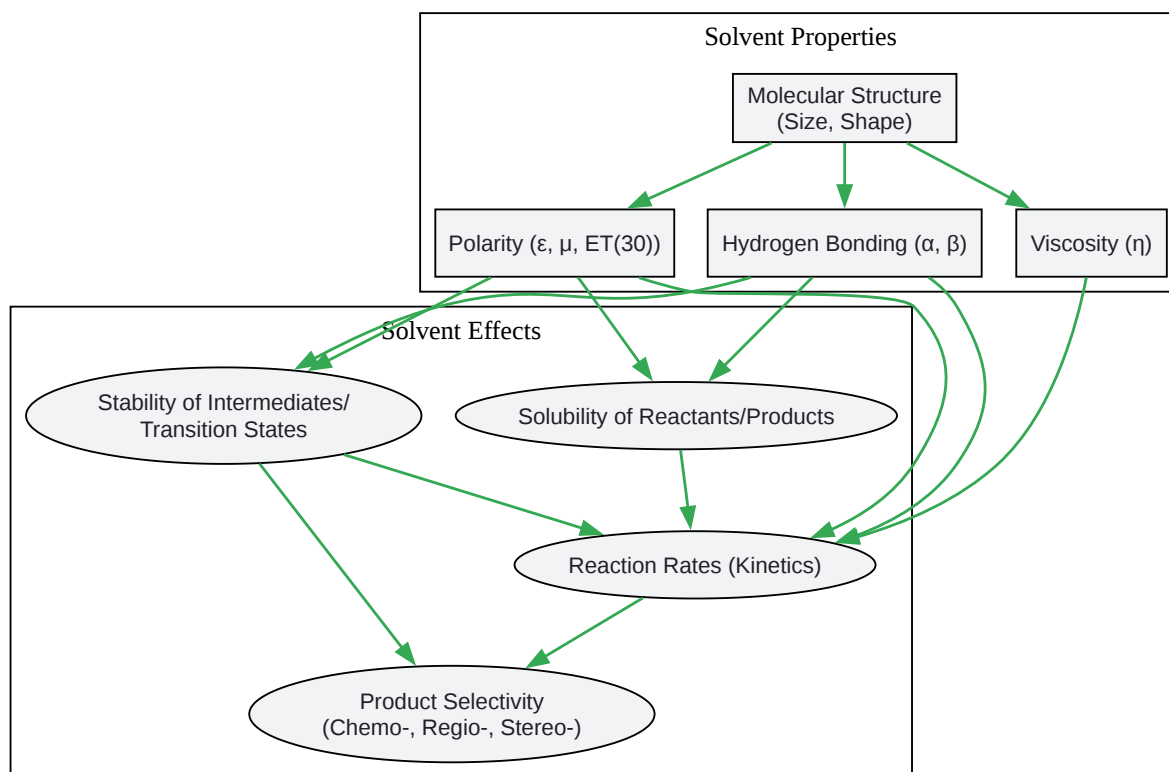 Solvent Properties
Molecular Structure
(Size, Shape)
Polarity (ε, μ, ET(30))
Hydrogen Bonding (α, β)
Viscosity (η)
Solvent Effects
Stability of Intermediates/
Transition States
Solubility of Reactants/Products
Reaction Rates (Kinetics)
Product Selectivity
(Chemo-, Regio-, Stereo-)